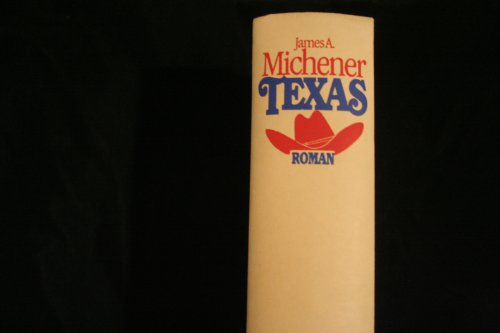 James A.
Michener
TEXAS
ROMAN